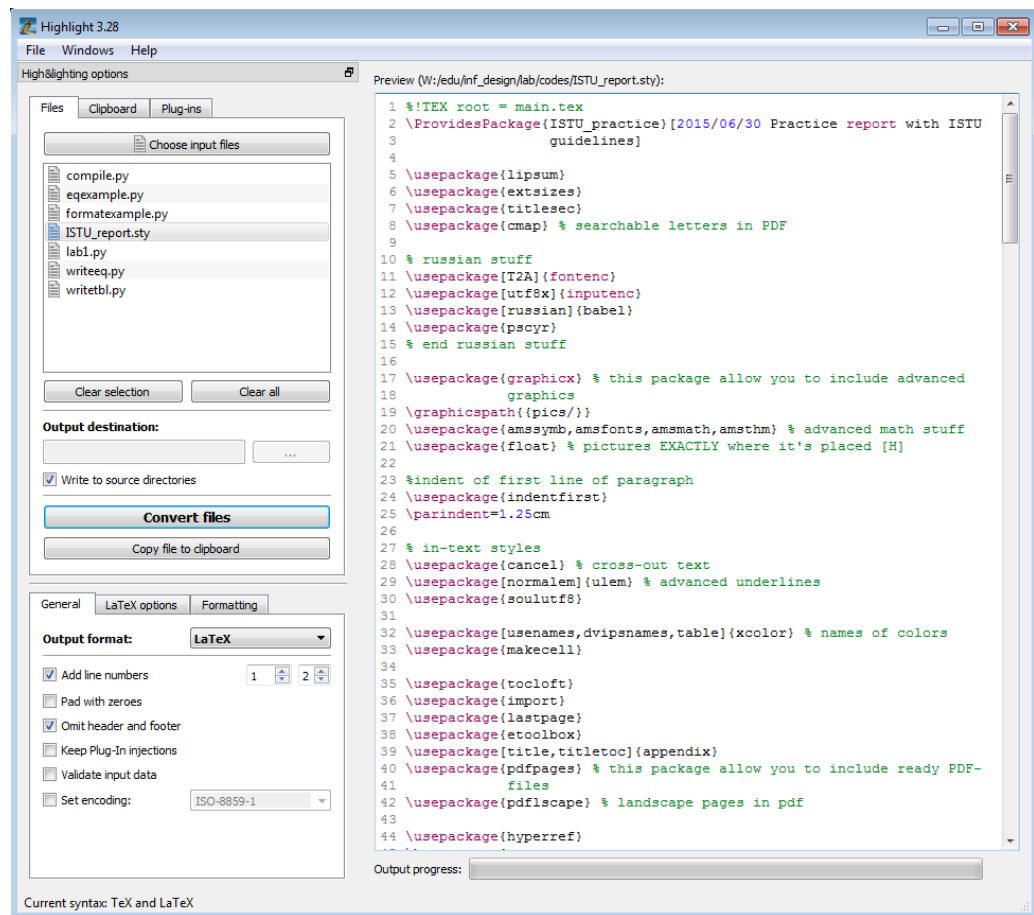 Highlight 3.28
File Windows Help
High&lighting options
Files Clipboard Plug-ins
Choose input files
compile.py
eqexample.py
formatexample.py
ISTU_report.sty
lab1.py
writeeq.py
writetbl.py
Clear selection Clear all
Output destination:
...
Write to source directories
Convert files
Copy file to clipboard
General LaTeX options Formatting
Output format: LaTeX
Add line numbers 1 2
Pad with zeroes
Omit header and footer
Keep Plug-In injections
Validate input data
Set encoding: ISO-8859-1
Preview (W:/edu/inf_design/lab/codes/ISTU_report.sty):
1 %!TEX root = main.tex
2 \ProvidesPackage{ISTU_practice}[2015/06/30 Practice report with ISTU
3 guidelines]
4
5 \usepackage{lipsum}
6 \usepackage{extsizes}
7 \usepackage{titlesec}
8 \usepackage{cmap} % searchable letters in PDF
9
10 % russian stuff
11 \usepackage[T2A]{fontenc}
12 \usepackage[utf8x]{inputenc}
13 \usepackage[russian]{babel}
14 \usepackage{pscyr}
15 % end russian stuff
16
17 \usepackage{graphicx} % this package allow you to include advanced
18 graphics
19 \graphicspath{{pics/}}
20 \usepackage{amssymb,amsfonts,amsmath,amsthm} % advanced math stuff
21 \usepackage{float} % pictures EXACTLY where it's placed [H]
22
23 %indent of first line of paragraph
24 \usepackage{indentfirst}
25 \parindent=1.25cm
26
27 % in-text styles
28 \usepackage{cancel} % cross-out text
29 \usepackage[normalem]{ulem} % advanced underlines
30 \usepackage{soulutf8}
31
32 \usepackage[usenames,dvipsnames,table]{xcolor} % names of colors
33 \usepackage{makecell}
34
35 \usepackage{tocloft}
36 \usepackage{import}
37 \usepackage{lastpage}
38 \usepackage{etoolbox}
39 \usepackage[title,titletoc]{appendix}
40 \usepackage{pdfpages} % this package allow you to include ready PDF-
41 files
42 \usepackage{pdflscape} % landscape pages in pdf
43
44 \usepackage{hyperref}
Output progress:
Current syntax: TeX and LaTeX